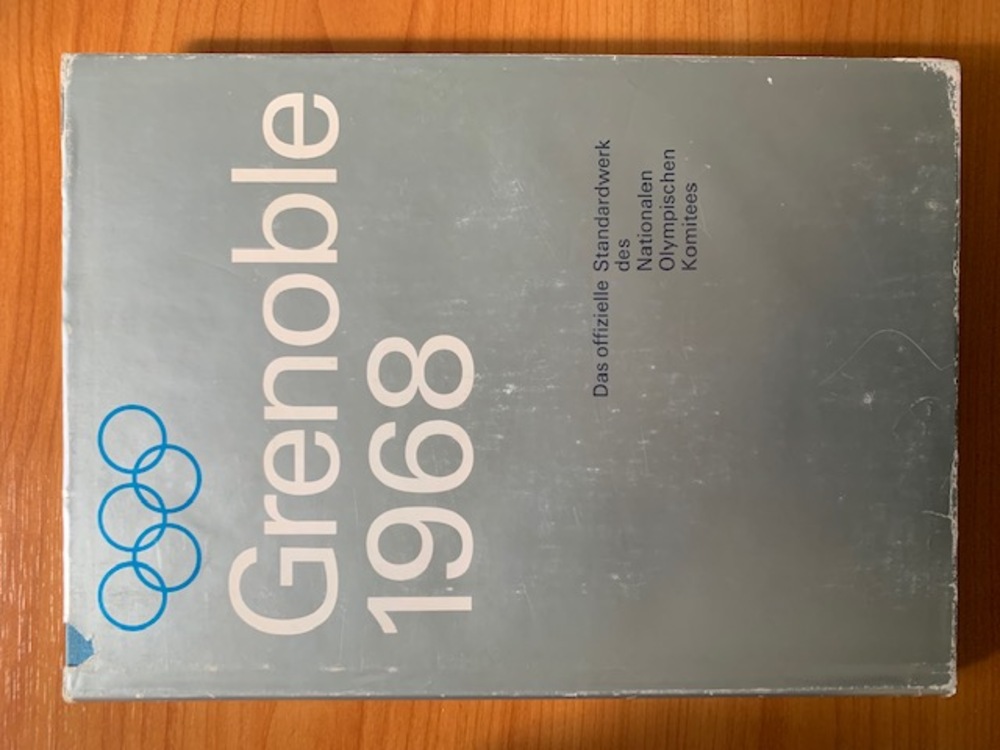 Grenoble
1968
Das offizielle Standardwerk
des
Nationalen
Olympischen
Komitees